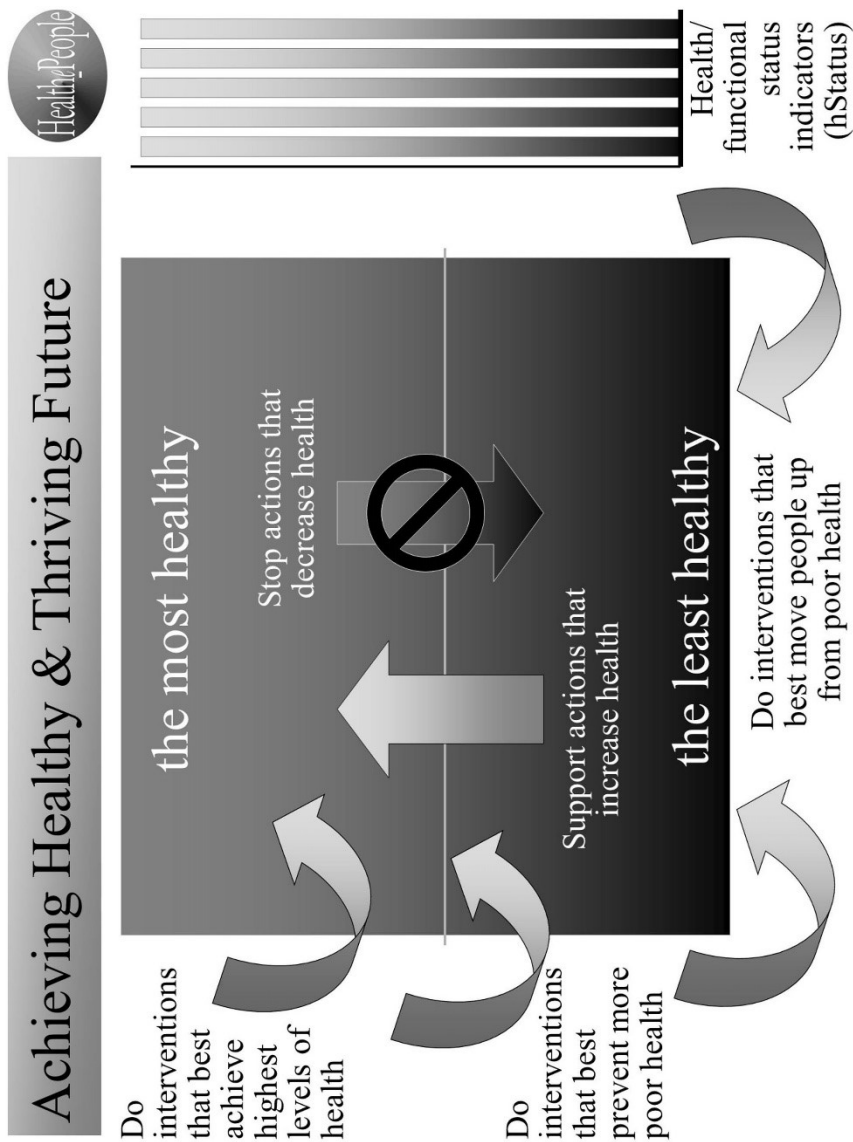 Achieving Healthy & Thriving Future
HealthePeople
Do
interventions
that best
achieve
highest
levels of
health
the most healthy
Stop actions that
decrease health
Do
interventions
that best
prevent more
poor health
Support actions that
increase health
the least healthy
Do interventions that
best move people up
from poor health
Health/
functional
status
indicators
(hStatus)